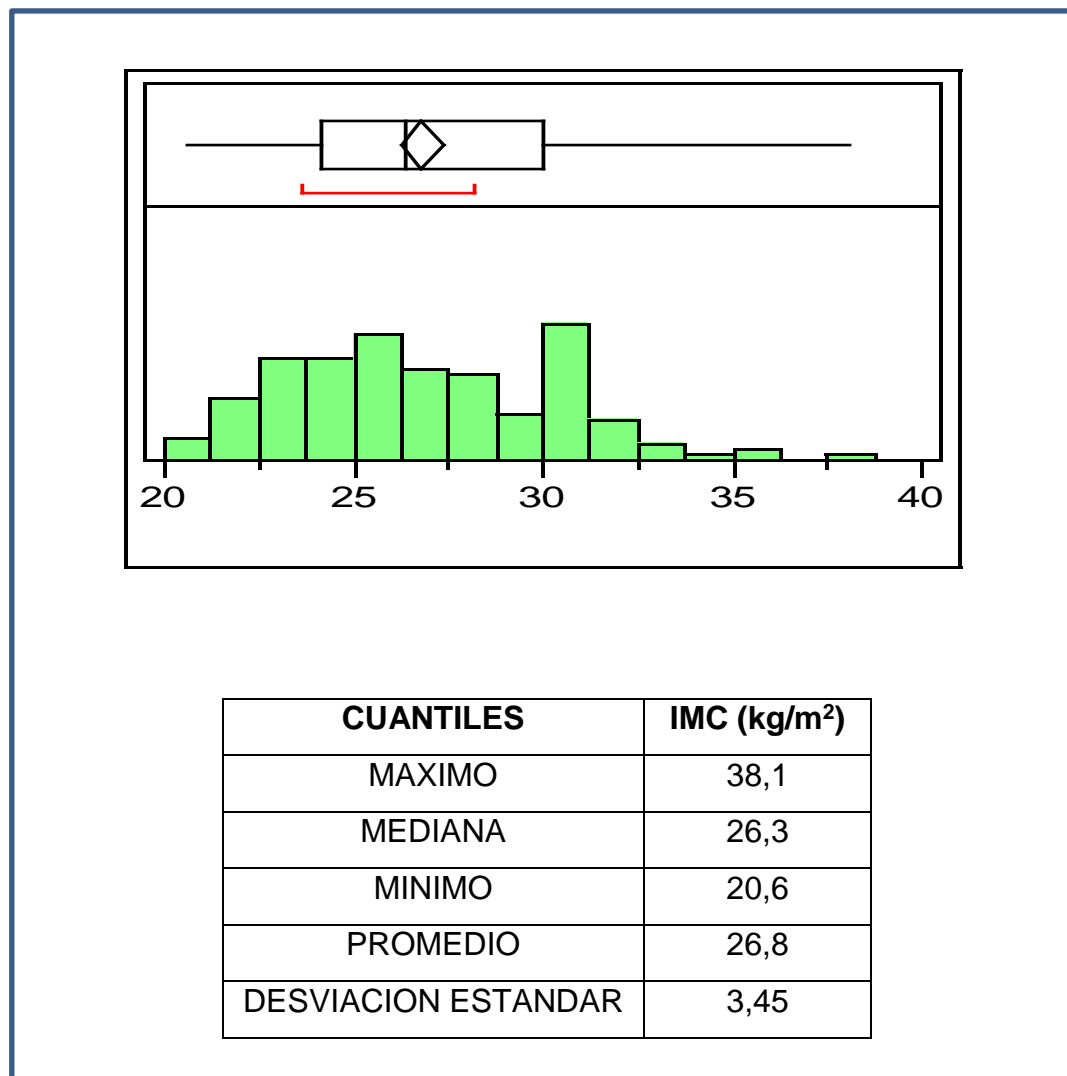 20 25 30 35 40
CUANTILES IMC (kg/m²)
MAXIMO 38,1
MEDIANA 26,3
MINIMO 20,6
PROMEDIO 26,8
DESVIACION ESTANDAR 3,45